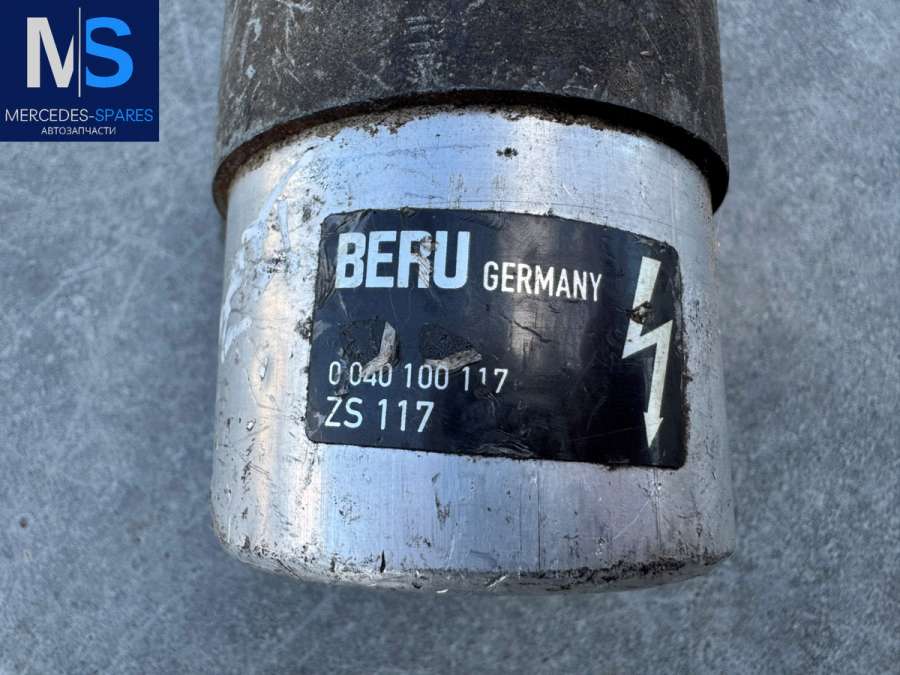 MS
MERCEDES-SPARES
АВТОЗАПЧАСТИ
BERU GERMANY
0 040 100 117
ZS 117